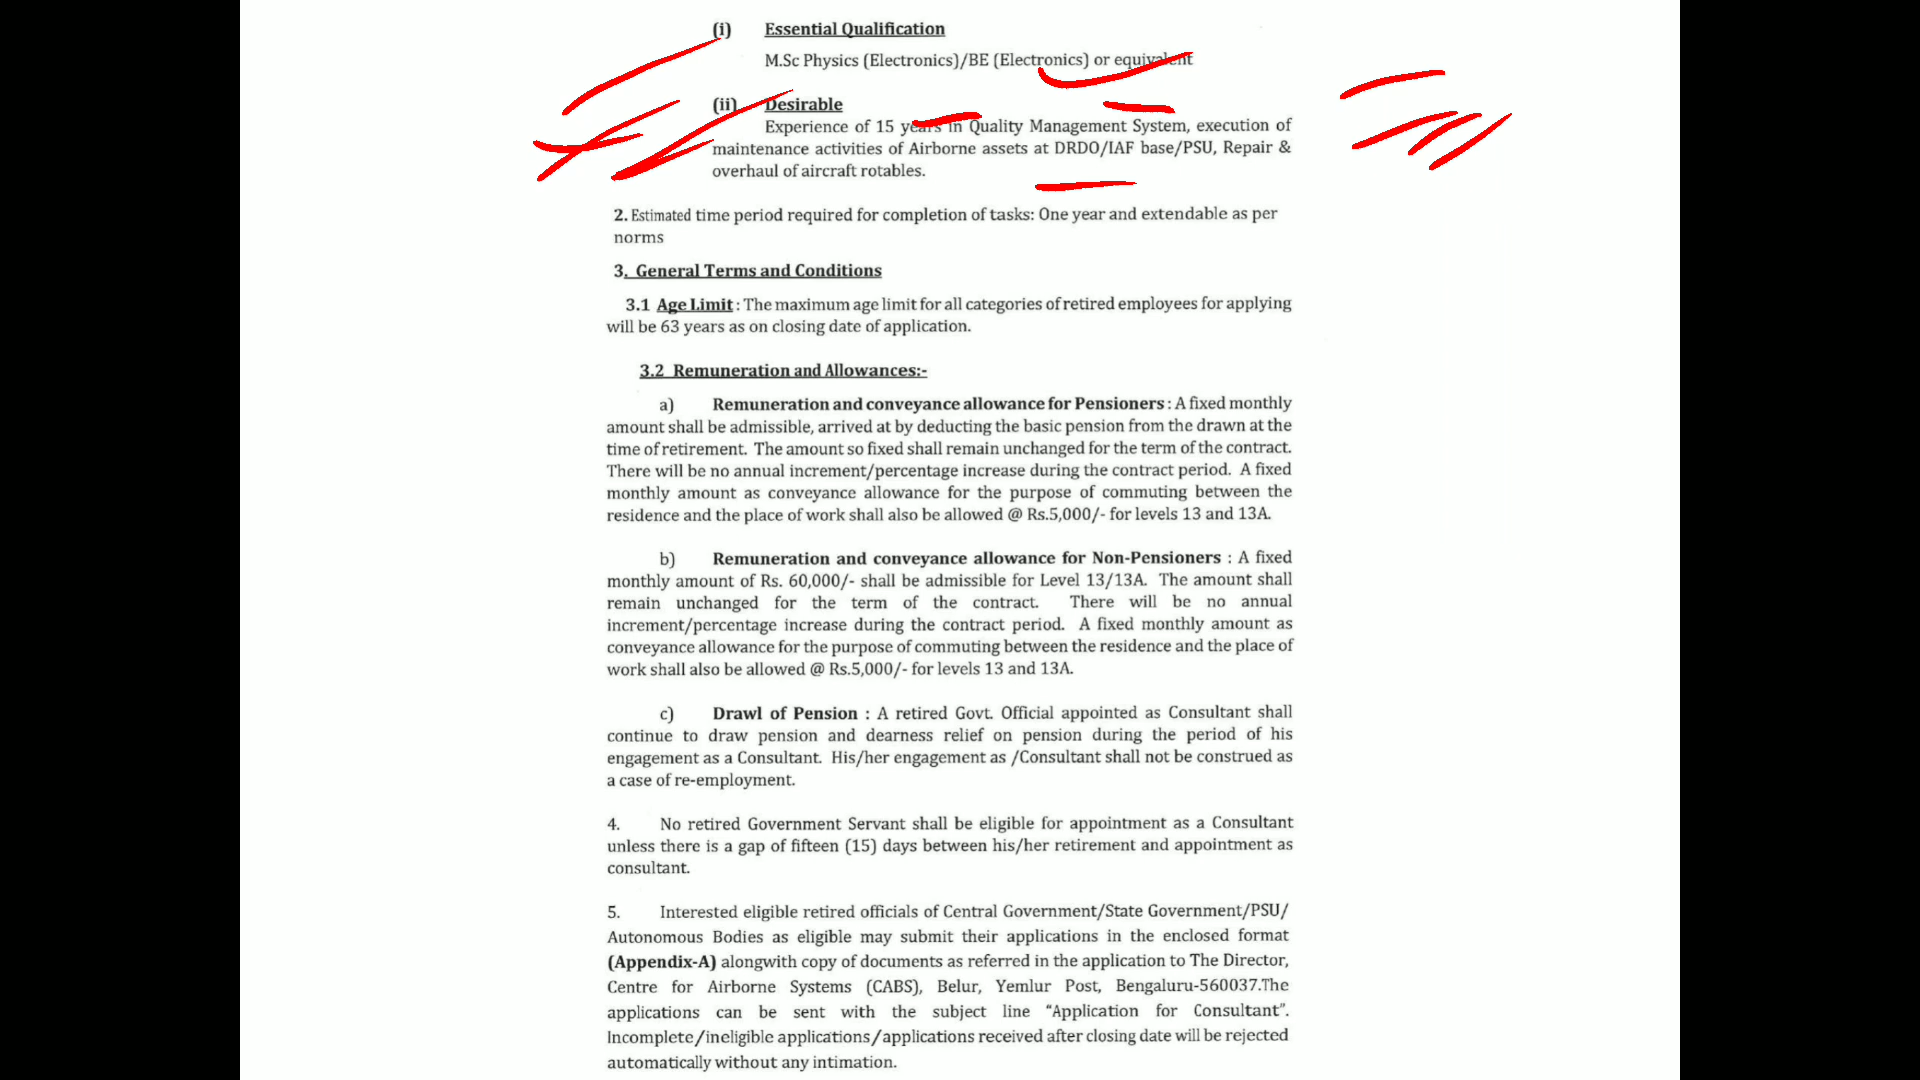 (i) Essential Qualification
M.Sc Physics (Electronics)/BE (Electronics) or equivalent
(ii) Desirable
Experience of 15 years in Quality Management System, execution of
maintenance activities of Airborne assets at DRDO/IAF base/PSU, Repair &
overhaul of aircraft rotables.
2. Estimated time period required for completion of tasks: One year and extendable as per
norms
3. General Terms and Conditions
3.1 Age Limit : The maximum age limit for all categories of retired employees for applying
will be 63 years as on closing date of application.
3.2 Remuneration and Allowances:-
a) Remuneration and conveyance allowance for Pensioners : A fixed monthly
amount shall be admissible, arrived at by deducting the basic pension from the drawn at the
time of retirement. The amount so fixed shall remain unchanged for the term of the contract.
There will be no annual increment/percentage increase during the contract period. A fixed
monthly amount as conveyance allowance for the purpose of commuting between the
residence and the place of work shall also be allowed @ Rs.5,000/- for levels 13 and 13A.
b) Remuneration and conveyance allowance for Non-Pensioners : A fixed
monthly amount of Rs. 60,000/- shall be admissible for Level 13/13A. The amount shall
remain unchanged for the term of the contract. There will be no annual
increment/percentage increase during the contract period. A fixed monthly amount as
conveyance allowance for the purpose of commuting between the residence and the place of
work shall also be allowed @ Rs.5,000/- for levels 13 and 13A.
c) Drawl of Pension : A retired Govt. Official appointed as Consultant shall
continue to draw pension and dearness relief on pension during the period of his
engagement as a Consultant. His/her engagement as /Consultant shall not be construed as
a case of re-employment.
4. No retired Government Servant shall be eligible for appointment as a Consultant
unless there is a gap of fifteen (15) days between his/her retirement and appointment as
consultant.
5. Interested eligible retired officials of Central Government/State Government/PSU/
Autonomous Bodies as eligible may submit their applications in the enclosed format
(Appendix-A) alongwith copy of documents as referred in the application to The Director,
Centre for Airborne Systems (CABS), Belur, Yemlur Post, Bengaluru-560037.The
applications can be sent with the subject line “Application for Consultant”.
Incomplete/ineligible applications/applications received after closing date will be rejected
automatically without any intimation.